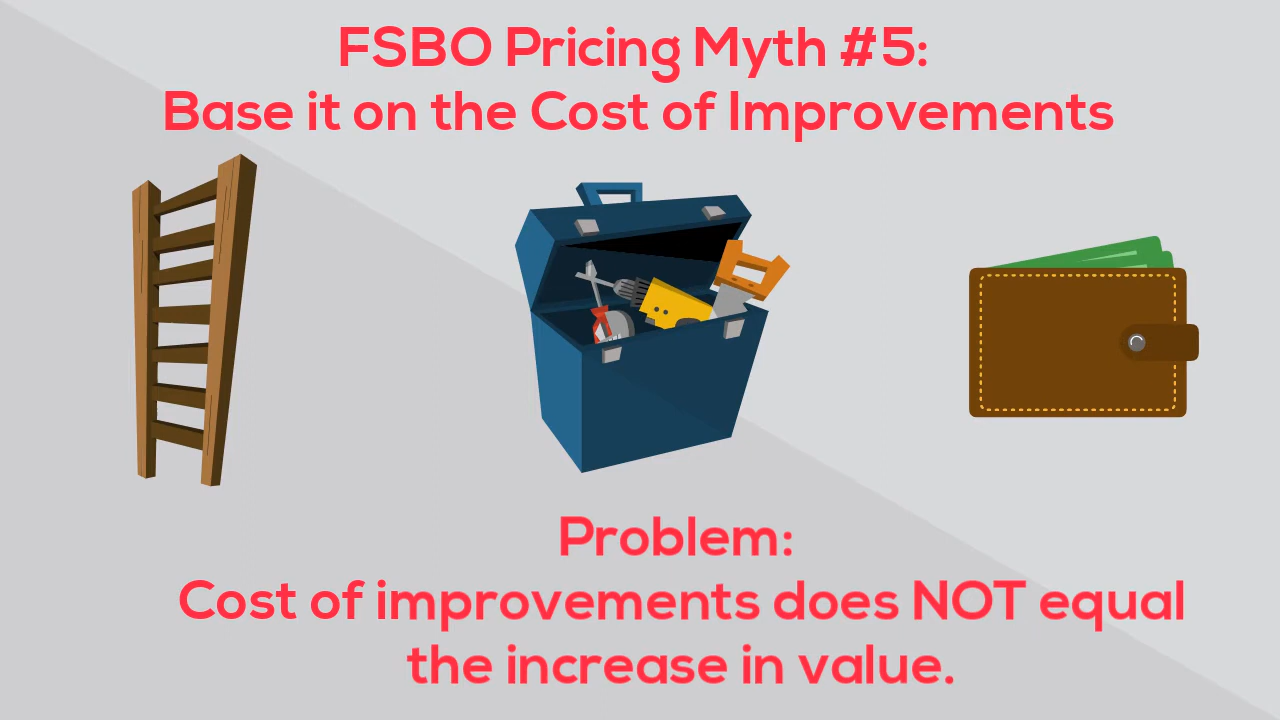 FSBO Pricing Myth #5:
Base it on the Cost of Improvements
Problem:
Cost of improvements does NOT equal
the increase in value.